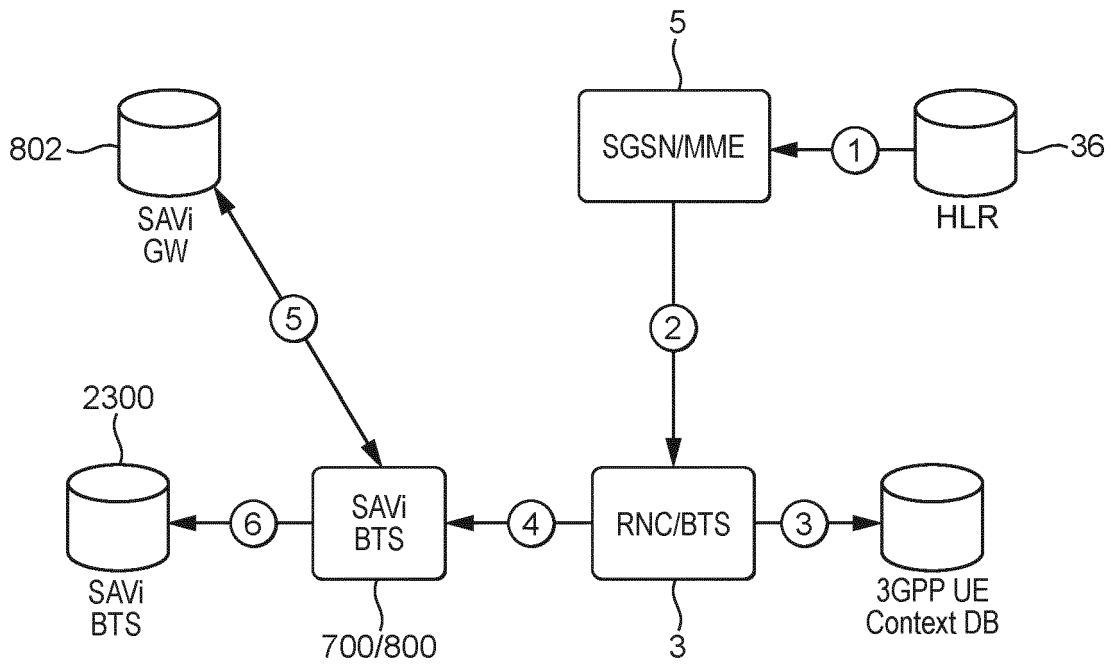 5
802
SGSN/MME
1
36
SAVi
GW
HLR
5
2
2300
SAVi
BTS
6
SAVi
BTS
4
RNC/BTS
3
3GPP UE
Context DB
700/800
3